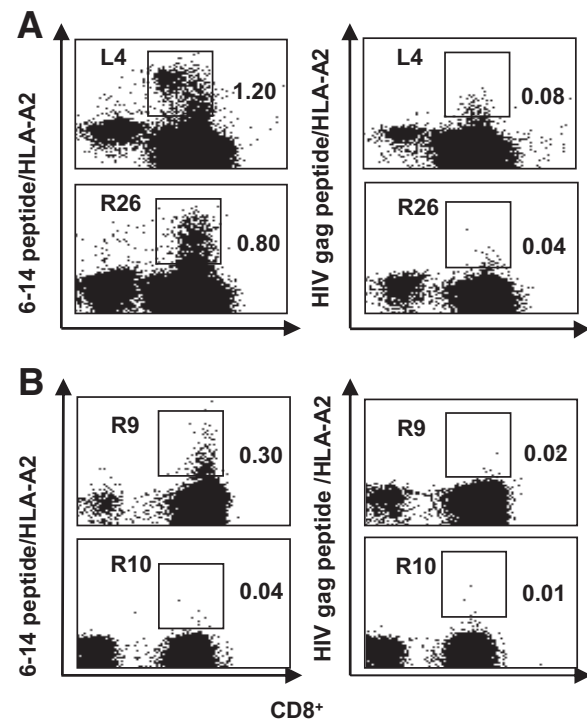 A
6-14 peptide/HLA-A2
L4
1.20
R26
0.80
HIV gag peptide/HLA-A2
L4
0.08
R26
0.04
B
6-14 peptide/HLA-A2
R9
0.30
R10
0.04
HIV gag peptide /HLA-A2
R9
0.02
R10
0.01
CD8⁺